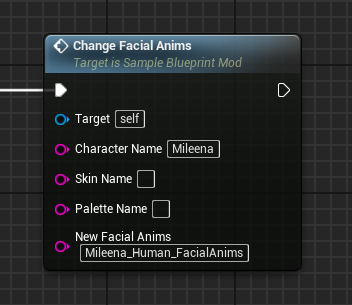 Change Facial Anims
Target is Sample Blueprint Mod
Target self
Character Name Mileena
Skin Name
Palette Name
New Facial Anims
Mileena_Human_FacialAnims